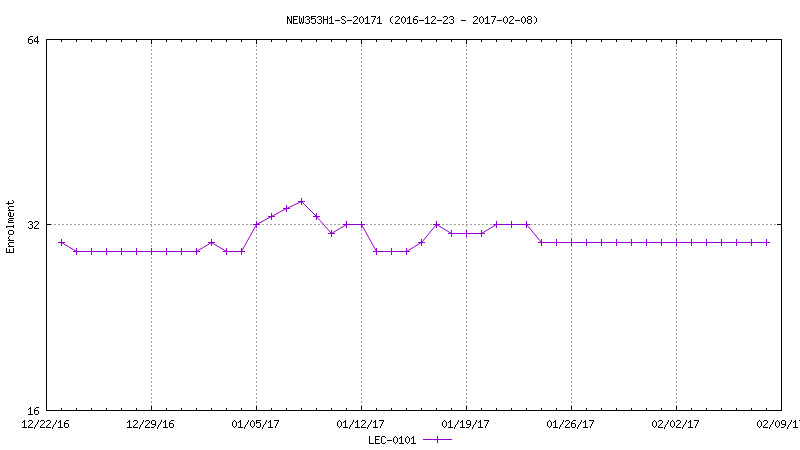 NEW353H1-S-20171 (2016-12-23 - 2017-02-08)
64
Enrolment
32
16
12/22/16 12/29/16 01/05/17 01/12/17 01/19/17 01/26/17 02/02/17 02/09/1
LEC-0101